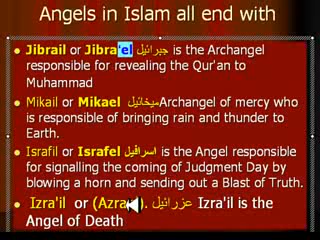 Angels in Islam all end with
Jibrail or Jibra'el جبرائيل is the Archangel
responsible for revealing the Qur'an to
Muhammad
Mikail or Mikael ميخائيل Archangel of mercy who
is responsible of bringing rain and thunder to
Earth.
Israfil or Israfel اسرافيل is the Angel responsible
for signalling the coming of Judgment Day by
blowing a horn and sending out a Blast of Truth.
Izra'il or عزرائيل Izra'il is the
Angel of Death